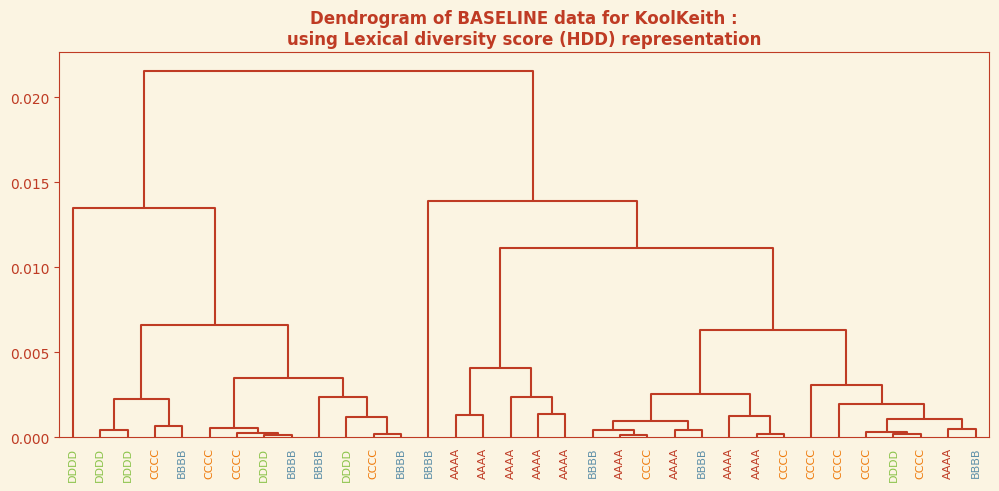 Dendrogram of BASELINE data for KoolKeith :
using Lexical diversity score (HDD) representation
0.020
0.015
0.010
0.005
0.000
DDDD
DDDD
DDDD
CCCC
BBBB
CCCC
CCCC
DDDD
BBBB
BBBB
DDDD
CCCC
BBBB
BBBB
AAAA
AAAA
AAAA
AAAA
AAAA
BBBB
AAAA
CCCC
AAAA
BBBB
AAAA
AAAA
CCCC
CCCC
CCCC
CCCC
DDDD
CCCC
AAAA
BBBB